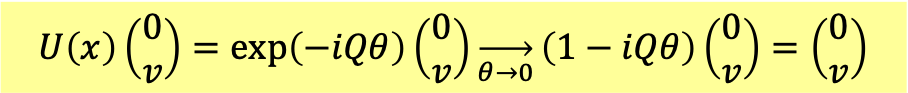 U(x) (0 v) = exp(−iQθ) (0 v) ⟶ θ→0 (1 − iQθ) (0 v) = (0 v)